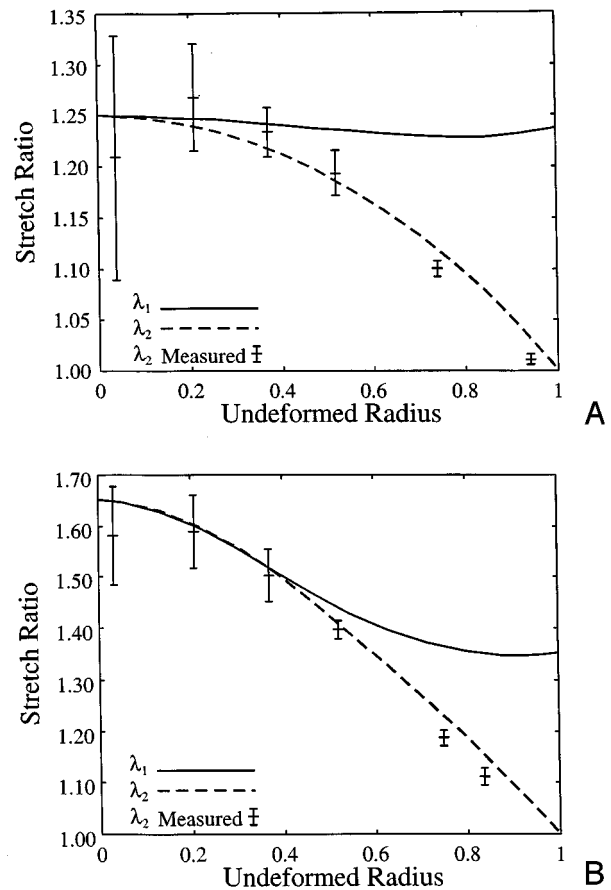 1.35
1.30
1.25
1.20
1.15
1.10
1.05
1.00
Stretch Ratio
λ1
λ2
λ2 Measured
0
0.2
0.4
0.6
0.8
1
Undeformed Radius
A
1.70
1.60
1.50
1.40
1.30
1.20
1.10
1.00
Stretch Ratio
λ1
λ2
λ2 Measured
0
0.2
0.4
0.6
0.8
1
Undeformed Radius
B